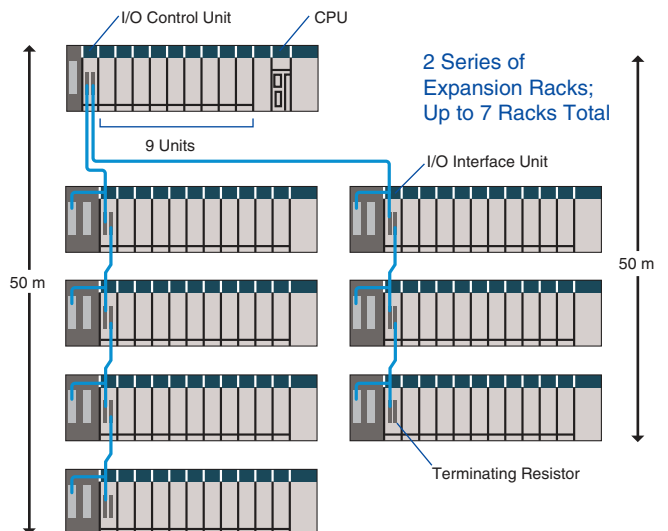 I/O Control Unit
CPU
2 Series of
Expansion Racks;
Up to 7 Racks Total
9 Units
I/O Interface Unit
50 m
50 m
Terminating Resistor